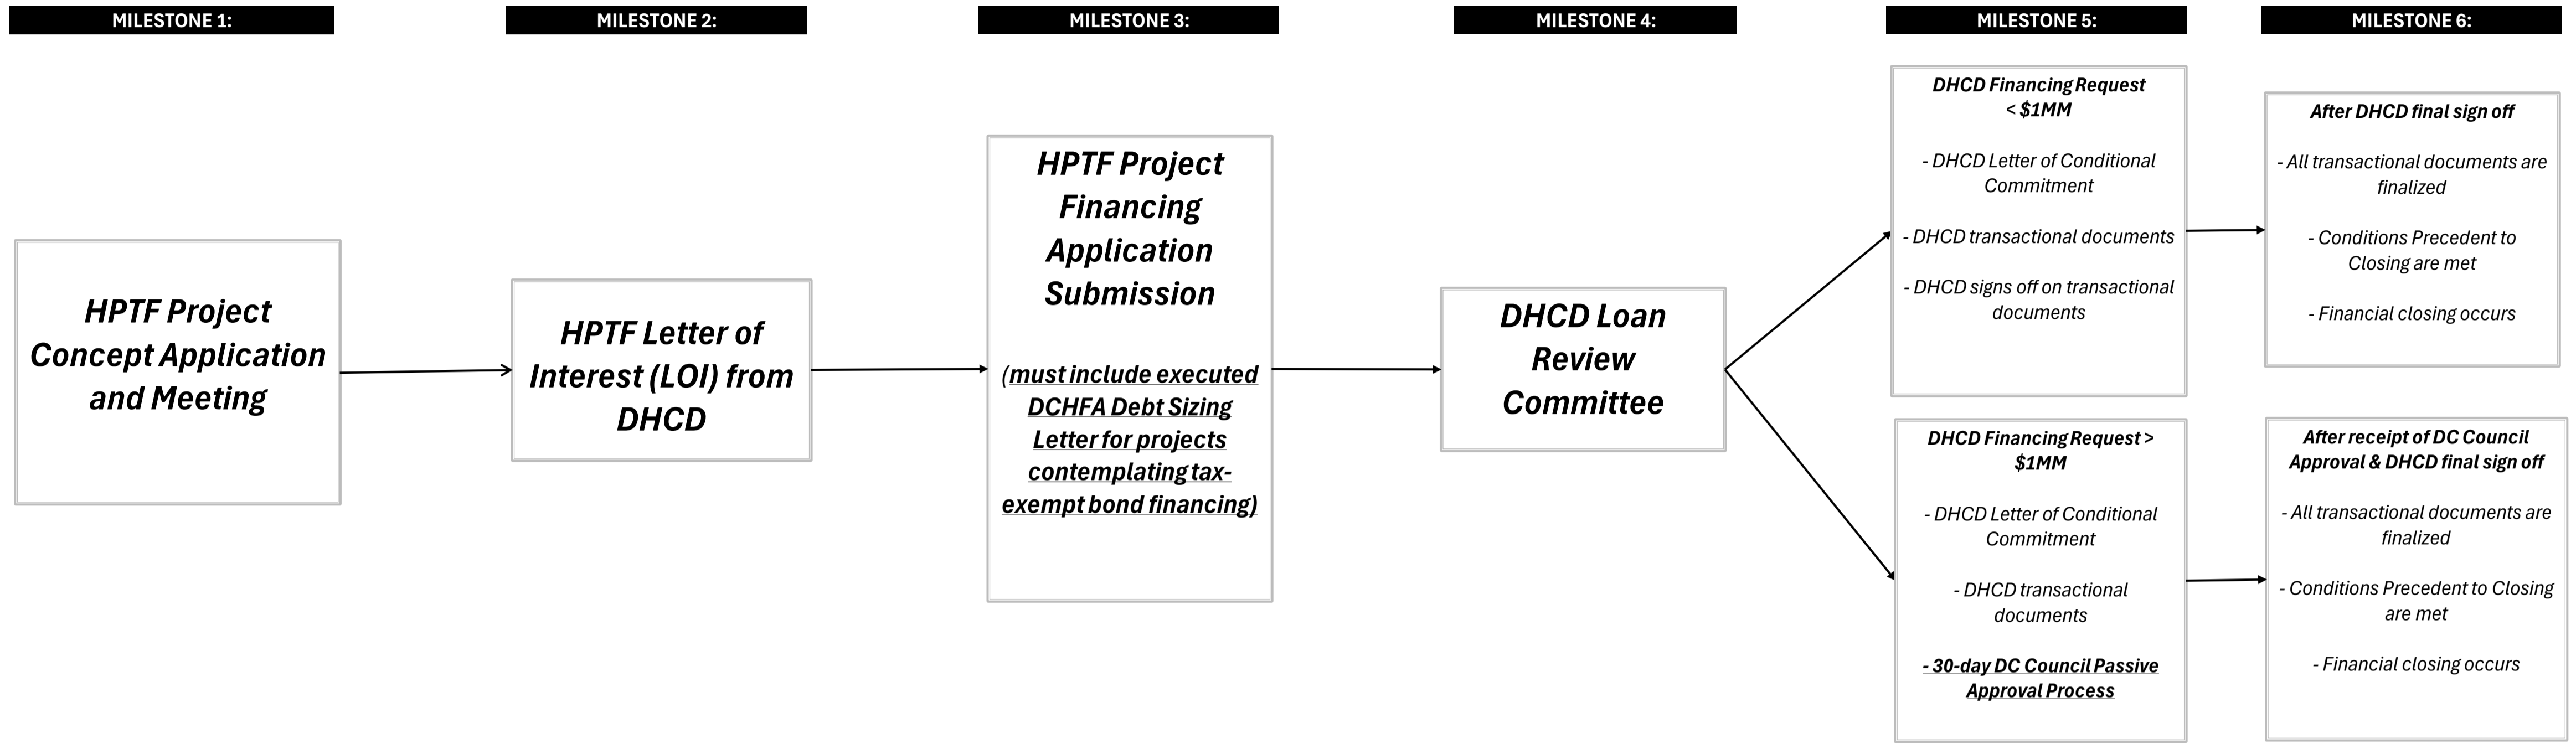 MILESTONE 1:
HPTF Project
Concept Application
and Meeting
MILESTONE 2:
HPTF Letter of
Interest (LOI) from
DHCD
MILESTONE 3:
HPTF Project
Financing
Application
Submission
(must include executed
DCHFA Debt Sizing
Letter for projects
contemplating tax-
exempt bond financing)
MILESTONE 4:
DHCD Loan
Review
Committee
MILESTONE 5:
DHCD Financing Request
< $1MM
- DHCD Letter of Conditional
Commitment
- DHCD transactional documents
- DHCD signs off on transactional
documents
DHCD Financing Request >
$1MM
- DHCD Letter of Conditional
Commitment
- DHCD transactional
documents
- 30-day DC Council Passive
Approval Process
MILESTONE 6:
After DHCD final sign off
- All transactional documents are
finalized
- Conditions Precedent to
Closing are met
- Financial closing occurs
After receipt of DC Council
Approval & DHCD final sign off
- All transactional documents are
finalized
- Conditions Precedent to Closing
are met
- Financial closing occurs